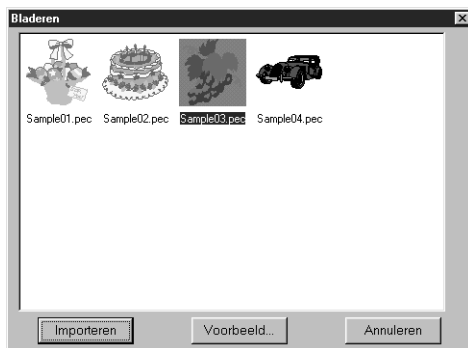 Bladeren
Sample01.pec Sample02.pec Sample03.pec Sample04.pec
Importeren Voorbeeld... Annuleren